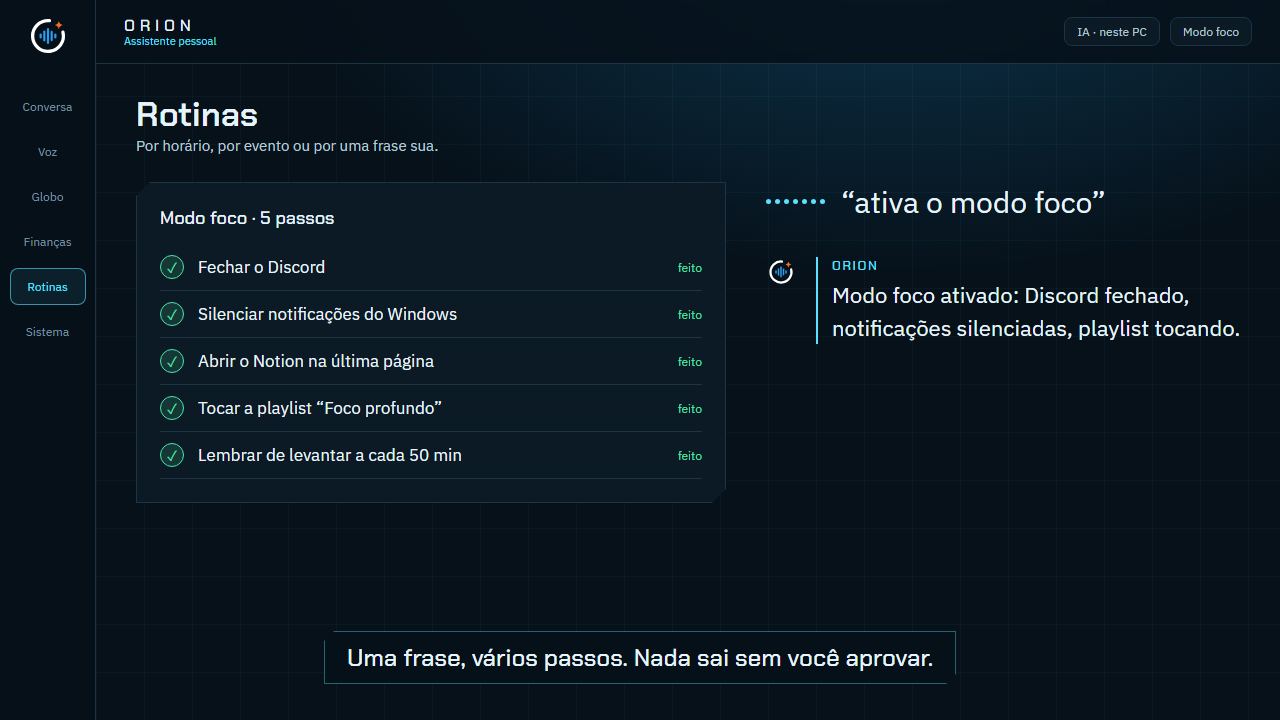 ORION
Assistente pessoal
IA · neste PC
Modo foco
Conversa
Voz
Globo
Finanças
Rotinas
Sistema
Rotinas
Por horário, por evento ou por uma frase sua.
Modo foco · 5 passos
Fechar o Discord feito
Silenciar notificações do Windows feito
Abrir o Notion na última página feito
Tocar a playlist “Foco profundo” feito
Lembrar de levantar a cada 50 min feito
“ativa o modo foco”
ORION
Modo foco ativado: Discord fechado,
notificações silenciadas, playlist tocando.
Uma frase, vários passos. Nada sai sem você aprovar.